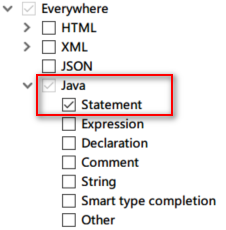 Everywhere
HTML
XML
JSON
Java
Statement
Expression
Declaration
Comment
String
Smart type completion
Other